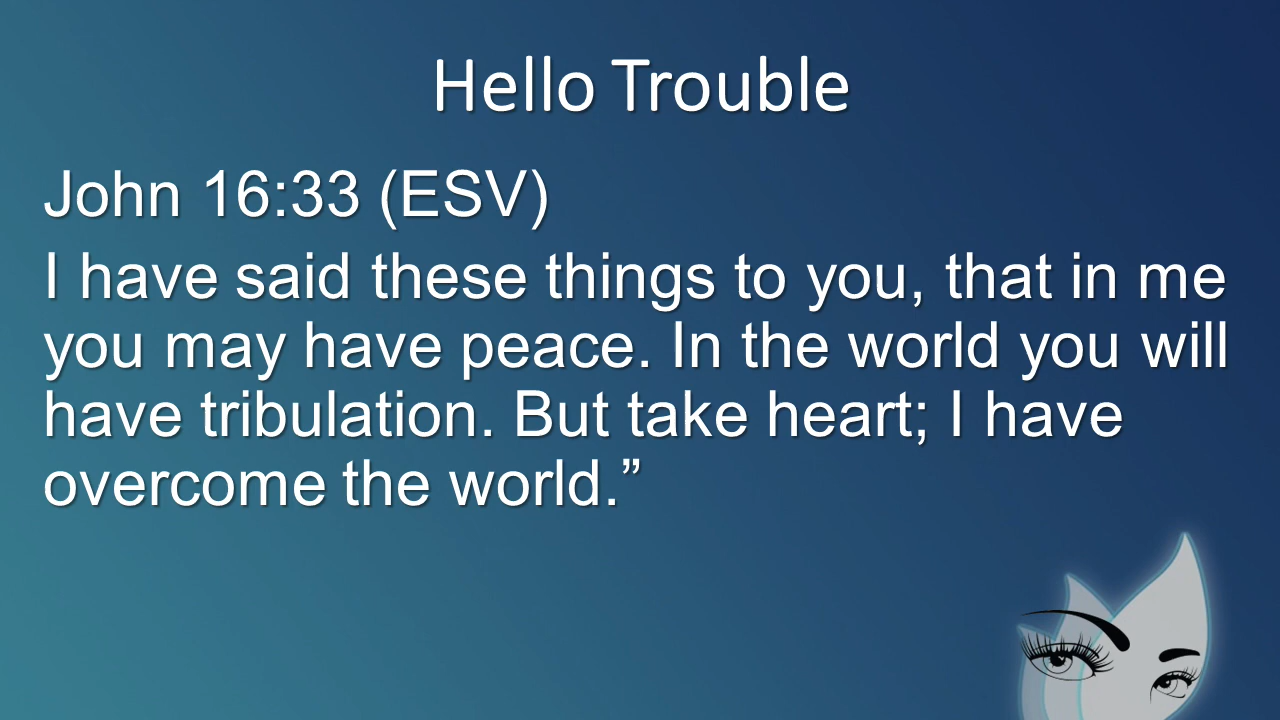 Hello Trouble
John 16:33 (ESV)
I have said these things to you, that in me
you may have peace. In the world you will
have tribulation. But take heart; I have
overcome the world.”